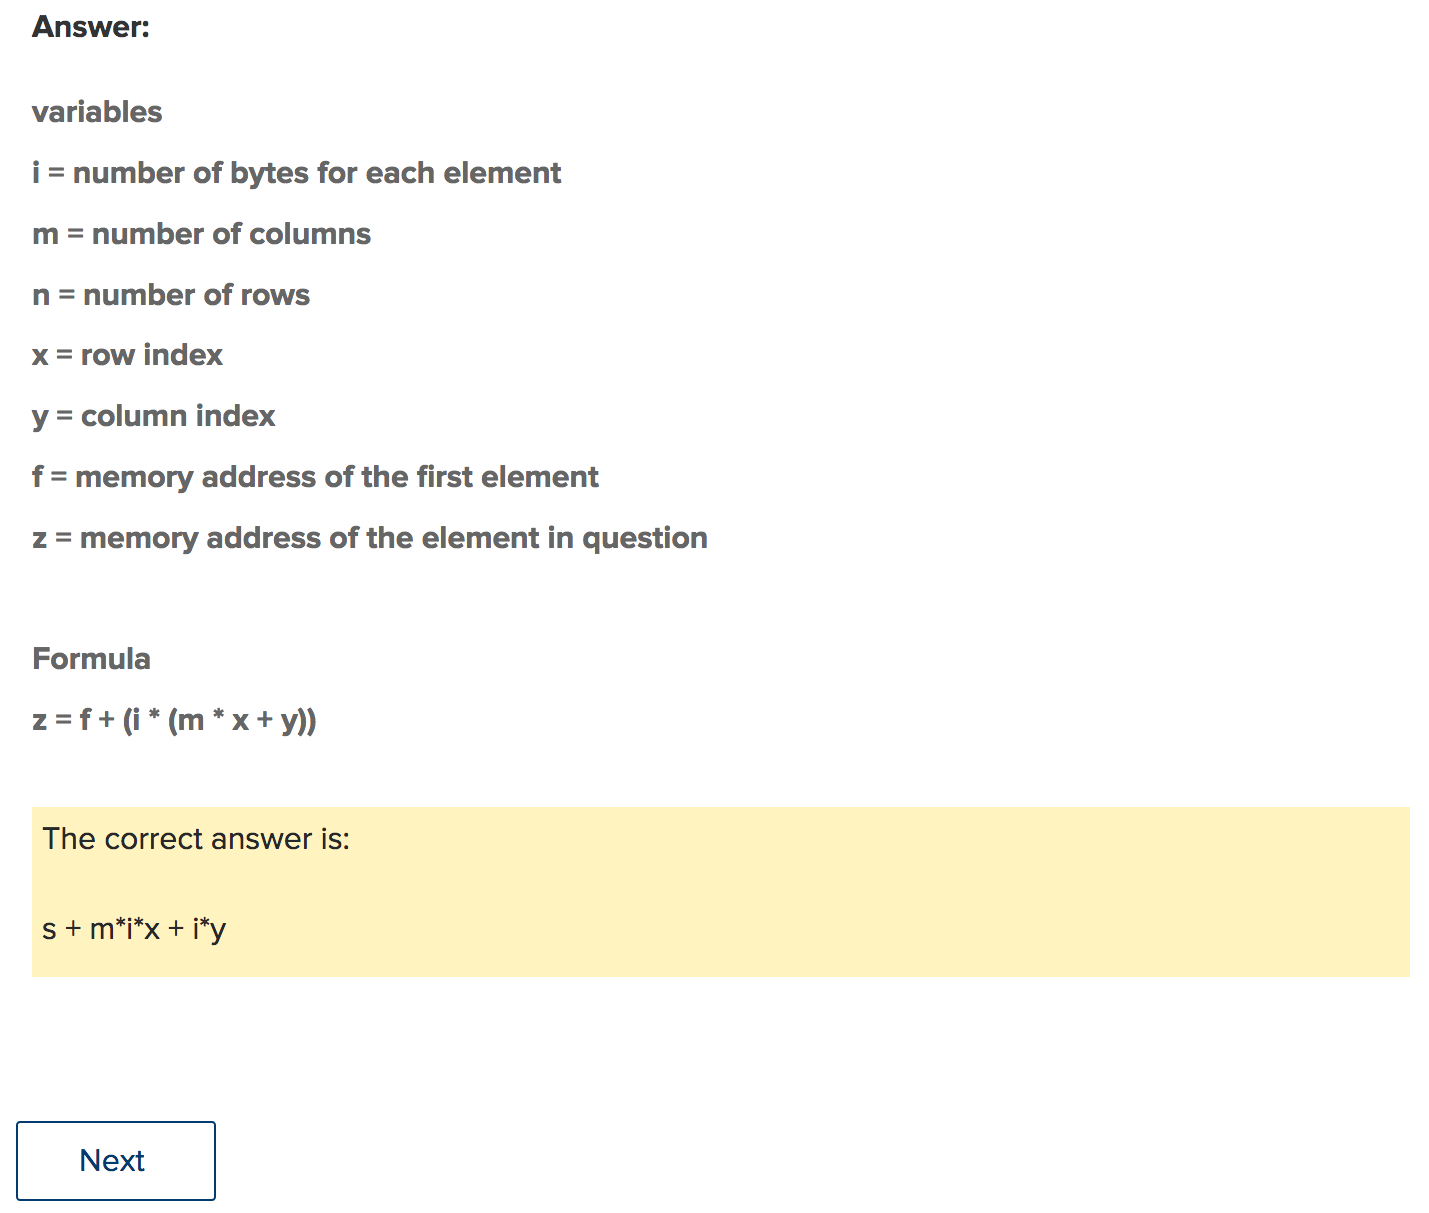 Answer:
variables
i = number of bytes for each element
m = number of columns
n = number of rows
x = row index
y = column index
f = memory address of the first element
z = memory address of the element in question
Formula
z = f + (i * (m * x + y))
The correct answer is:
s + m*i*x + i*y
Next